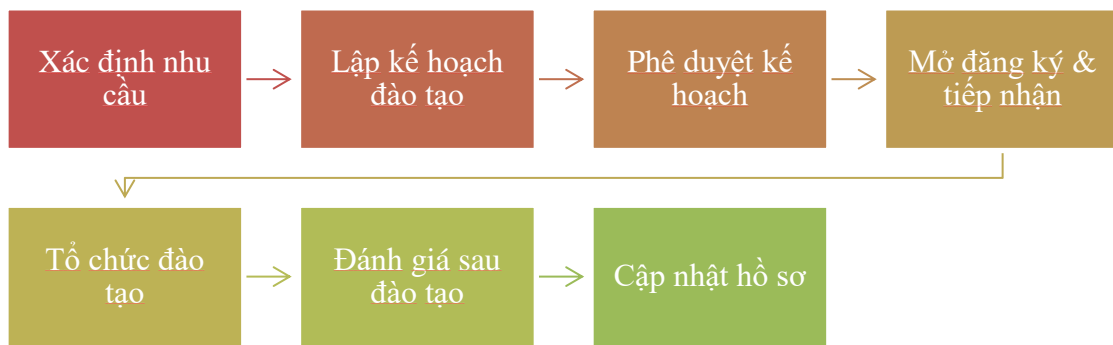 Xác định nhu
cầu
Lập kế hoạch
đào tạo
Phê duyệt kế
hoạch
Mở đăng ký &
tiếp nhận
Tổ chức đào
tạo
Đánh giá sau
đào tạo
Cập nhật hồ sơ